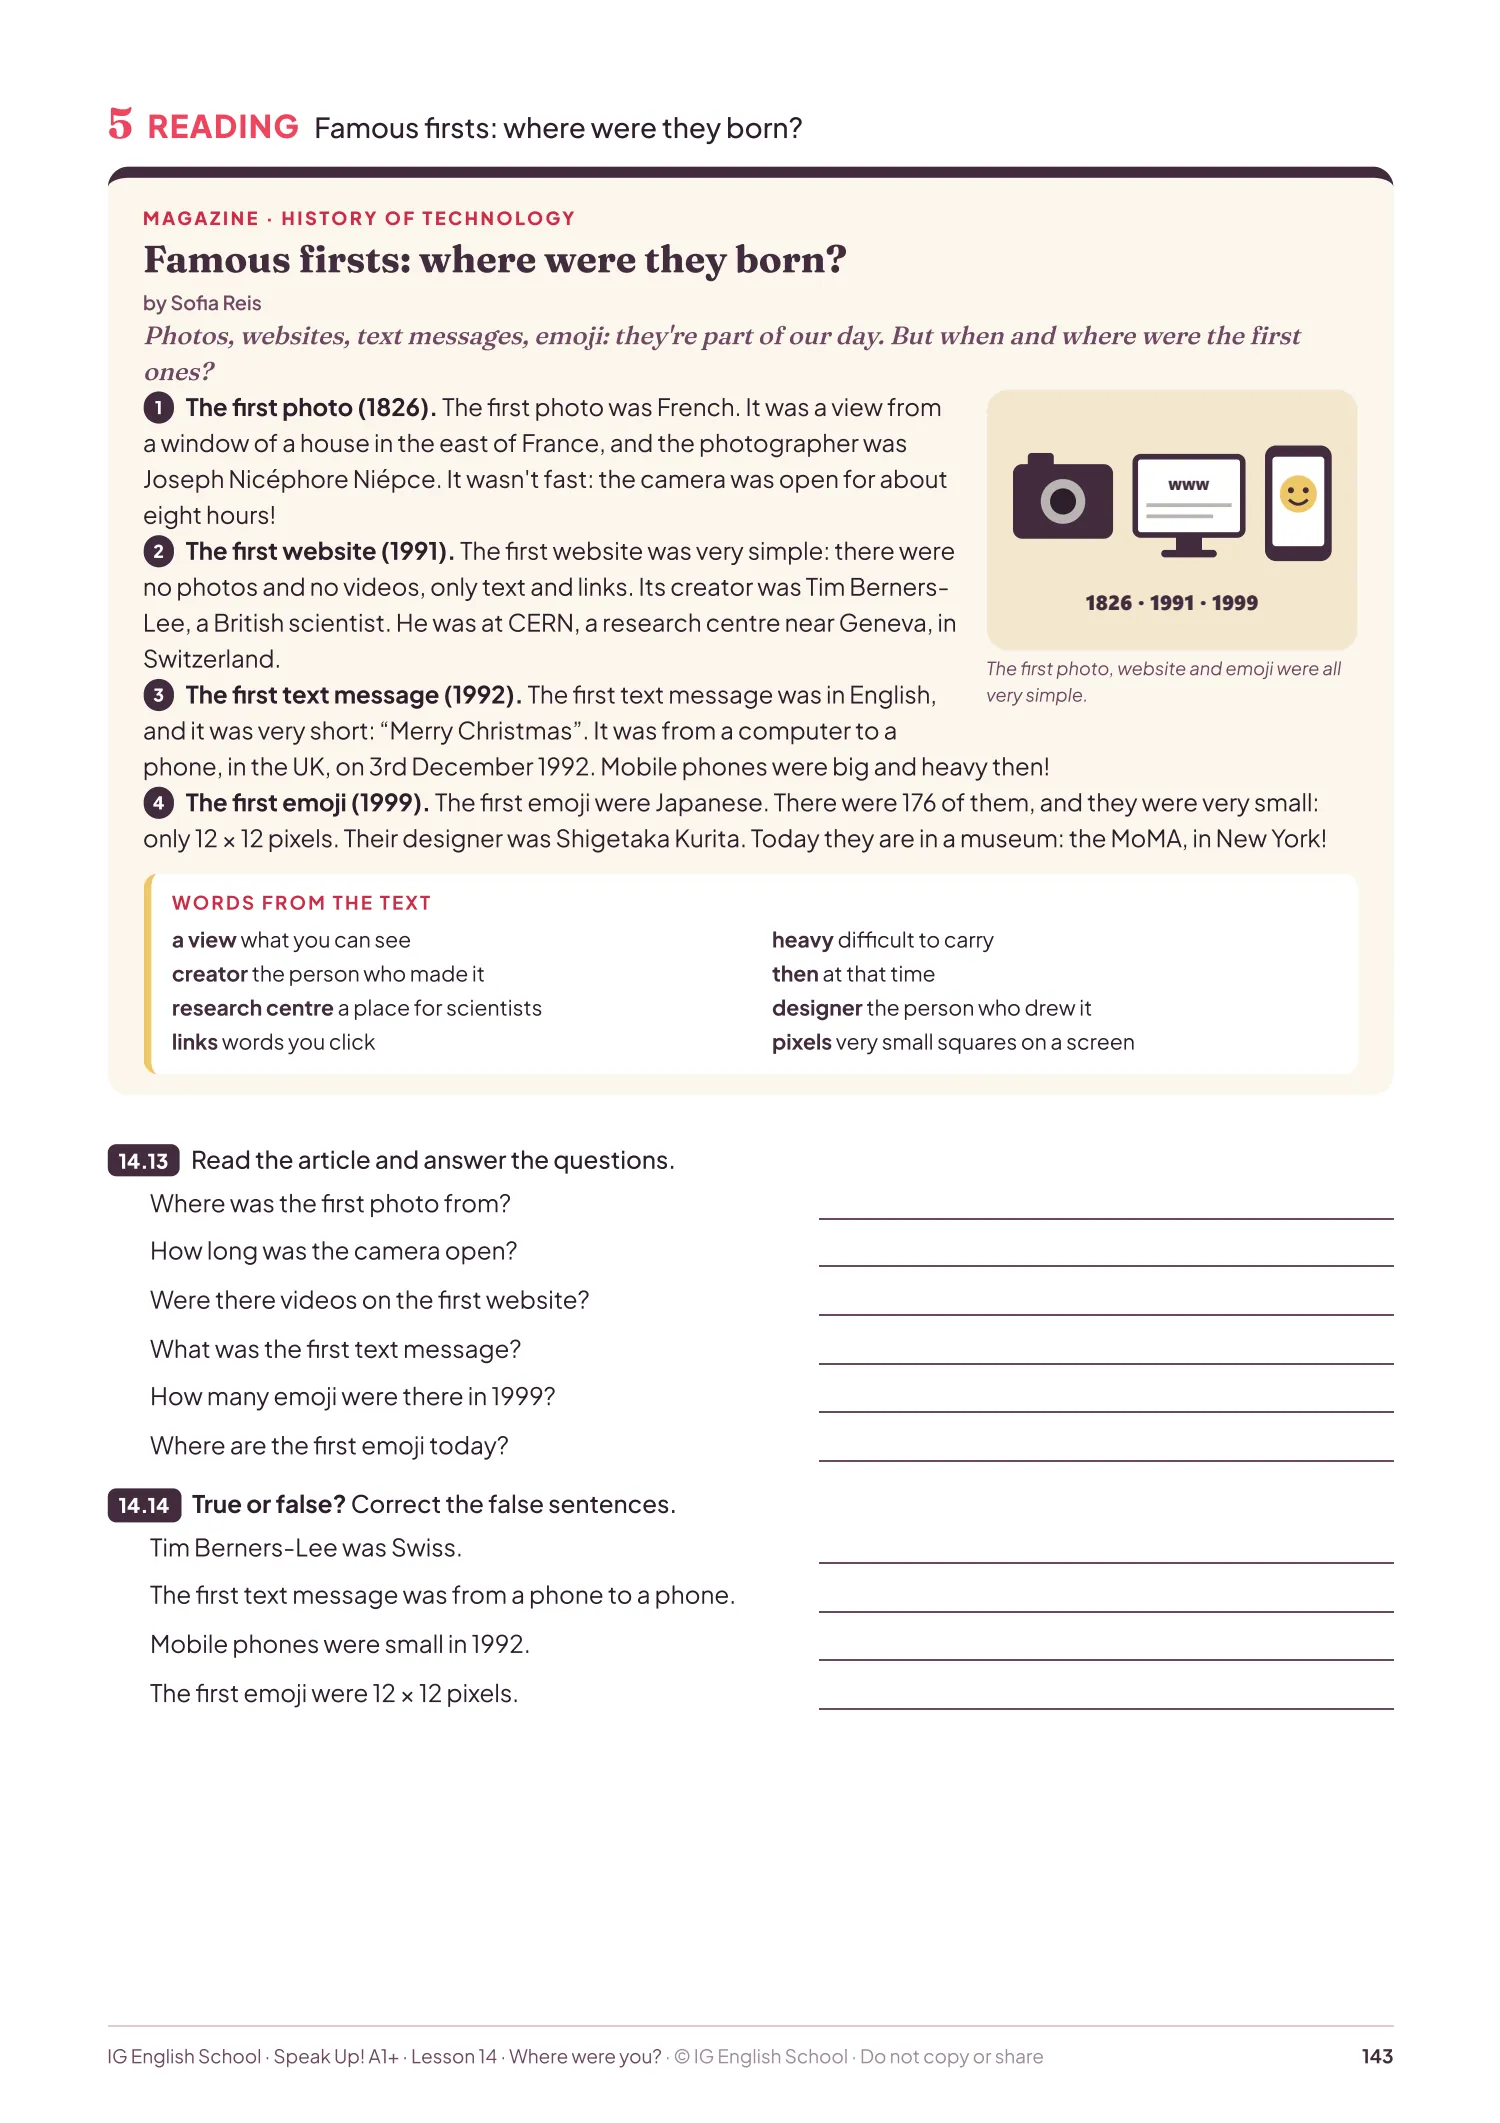 5 READING Famous firsts: where were they born?
MAGAZINE · HISTORY OF TECHNOLOGY
Famous firsts: where were they born?
by Sofia Reis
Photos, websites, text messages, emoji: they're part of our day. But when and where were the first
ones?
1 The first photo (1826). The first photo was French. It was a view from
a window of a house in the east of France, and the photographer was
Joseph Nicéphore Niépce. It wasn't fast: the camera was open for about
eight hours!
2 The first website (1991). The first website was very simple: there were
no photos and no videos, only text and links. Its creator was Tim Berners-
Lee, a British scientist. He was at CERN, a research centre near Geneva, in
Switzerland.
3 The first text message (1992). The first text message was in English,
and it was very short: “Merry Christmas”. It was from a computer to a
phone, in the UK, on 3rd December 1992. Mobile phones were big and heavy then!
4 The first emoji (1999). The first emoji were Japanese. There were 176 of them, and they were very small:
only 12 × 12 pixels. Their designer was Shigetaka Kurita. Today they are in a museum: the MoMA, in New York!
www
1826 · 1991 · 1999
The first photo, website and emoji were all
very simple.
WORDS FROM THE TEXT
a view what you can see
creator the person who made it
research centre a place for scientists
links words you click
heavy difficult to carry
then at that time
designer the person who drew it
pixels very small squares on a screen
14.13 Read the article and answer the questions.
Where was the first photo from?
How long was the camera open?
Were there videos on the first website?
What was the first text message?
How many emoji were there in 1999?
Where are the first emoji today?
14.14 True or false? Correct the false sentences.
Tim Berners-Lee was Swiss.
The first text message was from a phone to a phone.
Mobile phones were small in 1992.
The first emoji were 12 × 12 pixels.
IG English School · Speak Up! A1+ · Lesson 14 · Where were you? · © IG English School · Do not copy or share
143